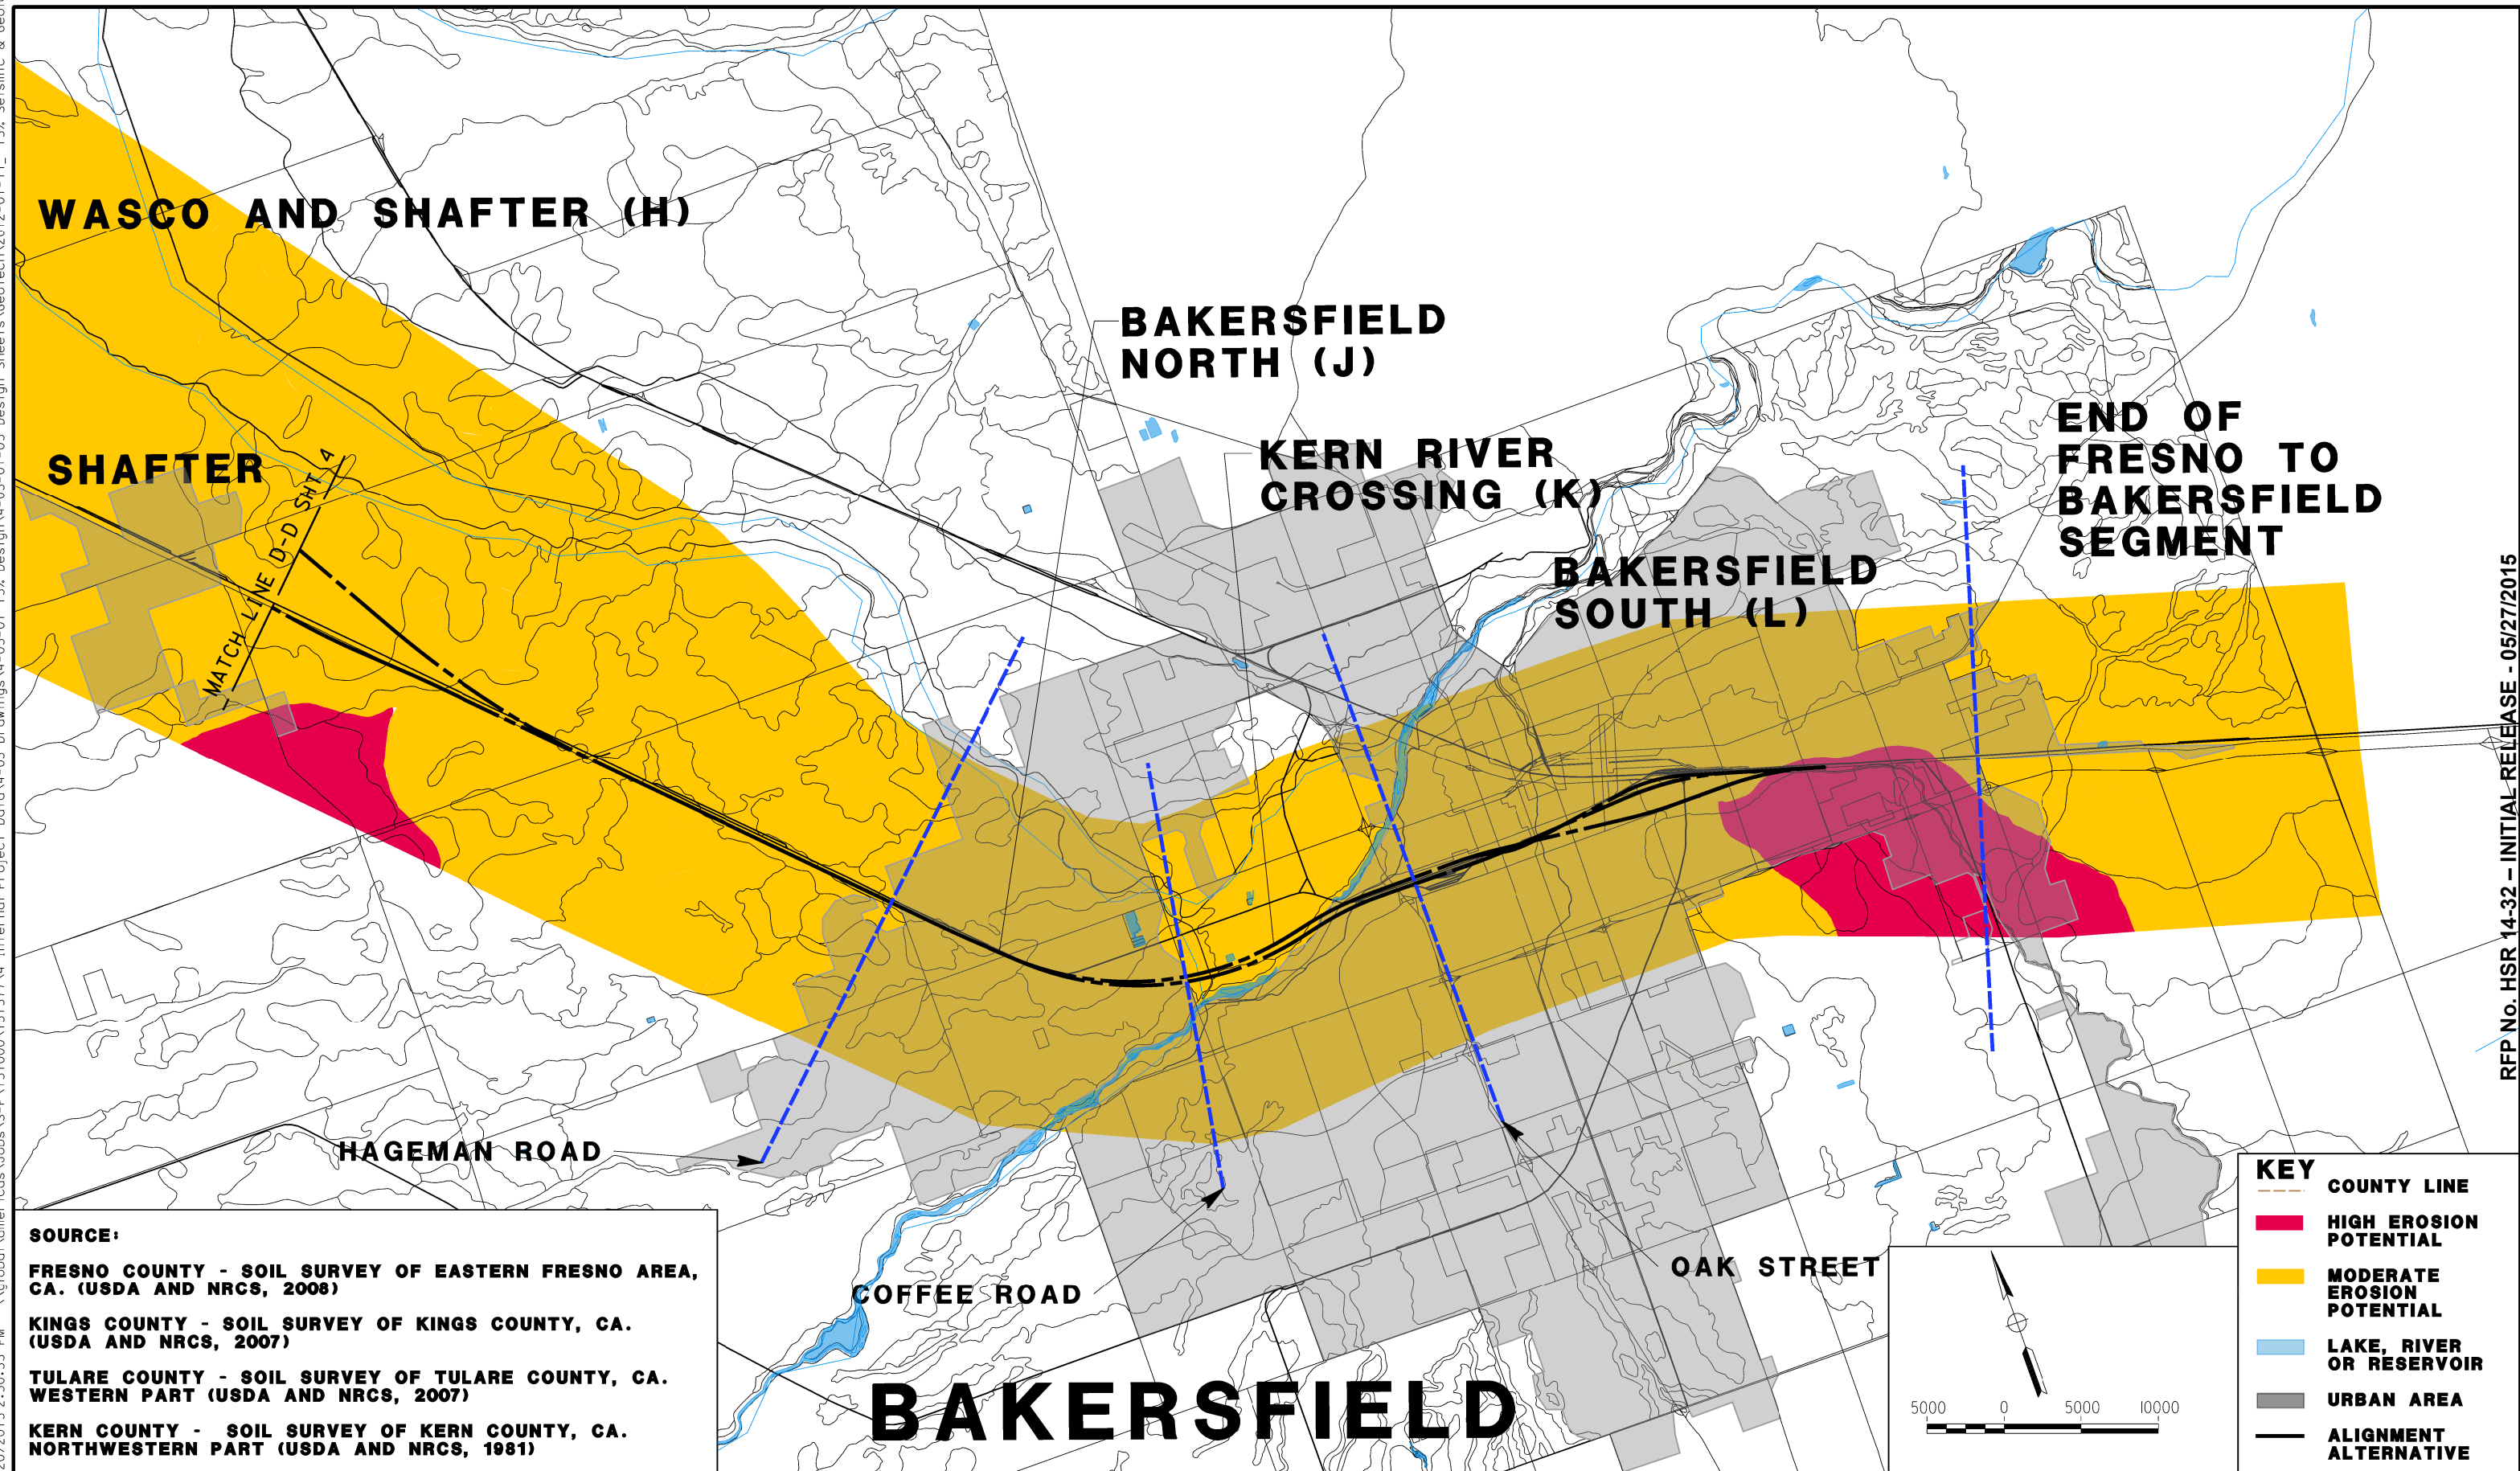 WASCO AND SHAFTER (H)
BAKERSFIELD
NORTH (J)
KERN RIVER
CROSSING (K)
END OF
FRESNO TO
BAKERSFIELD
SEGMENT
SHAFTER
MATCH LINE D-D SHT 4
BAKERSFIELD
SOUTH (L)
HAGEMAN ROAD
COFFEE ROAD
OAK STREET
BAKERSFIELD
SOURCE:
FRESNO COUNTY - SOIL SURVEY OF EASTERN FRESNO AREA,
CA. (USDA AND NRCS, 2008)
KINGS COUNTY - SOIL SURVEY OF KINGS COUNTY, CA.
(USDA AND NRCS, 2007)
TULARE COUNTY - SOIL SURVEY OF TULARE COUNTY, CA.
WESTERN PART (USDA AND NRCS, 2007)
KERN COUNTY - SOIL SURVEY OF KERN COUNTY, CA.
NORTHWESTERN PART (USDA AND NRCS, 1981)
5000 0 5000 10000
KEY
COUNTY LINE
HIGH EROSION
POTENTIAL
MODERATE
EROSION
POTENTIAL
LAKE, RIVER
OR RESERVOIR
URBAN AREA
ALIGNMENT
ALTERNATIVE
RFP No. HSR 14-32 – INITIAL RELEASE - 05/27/2015